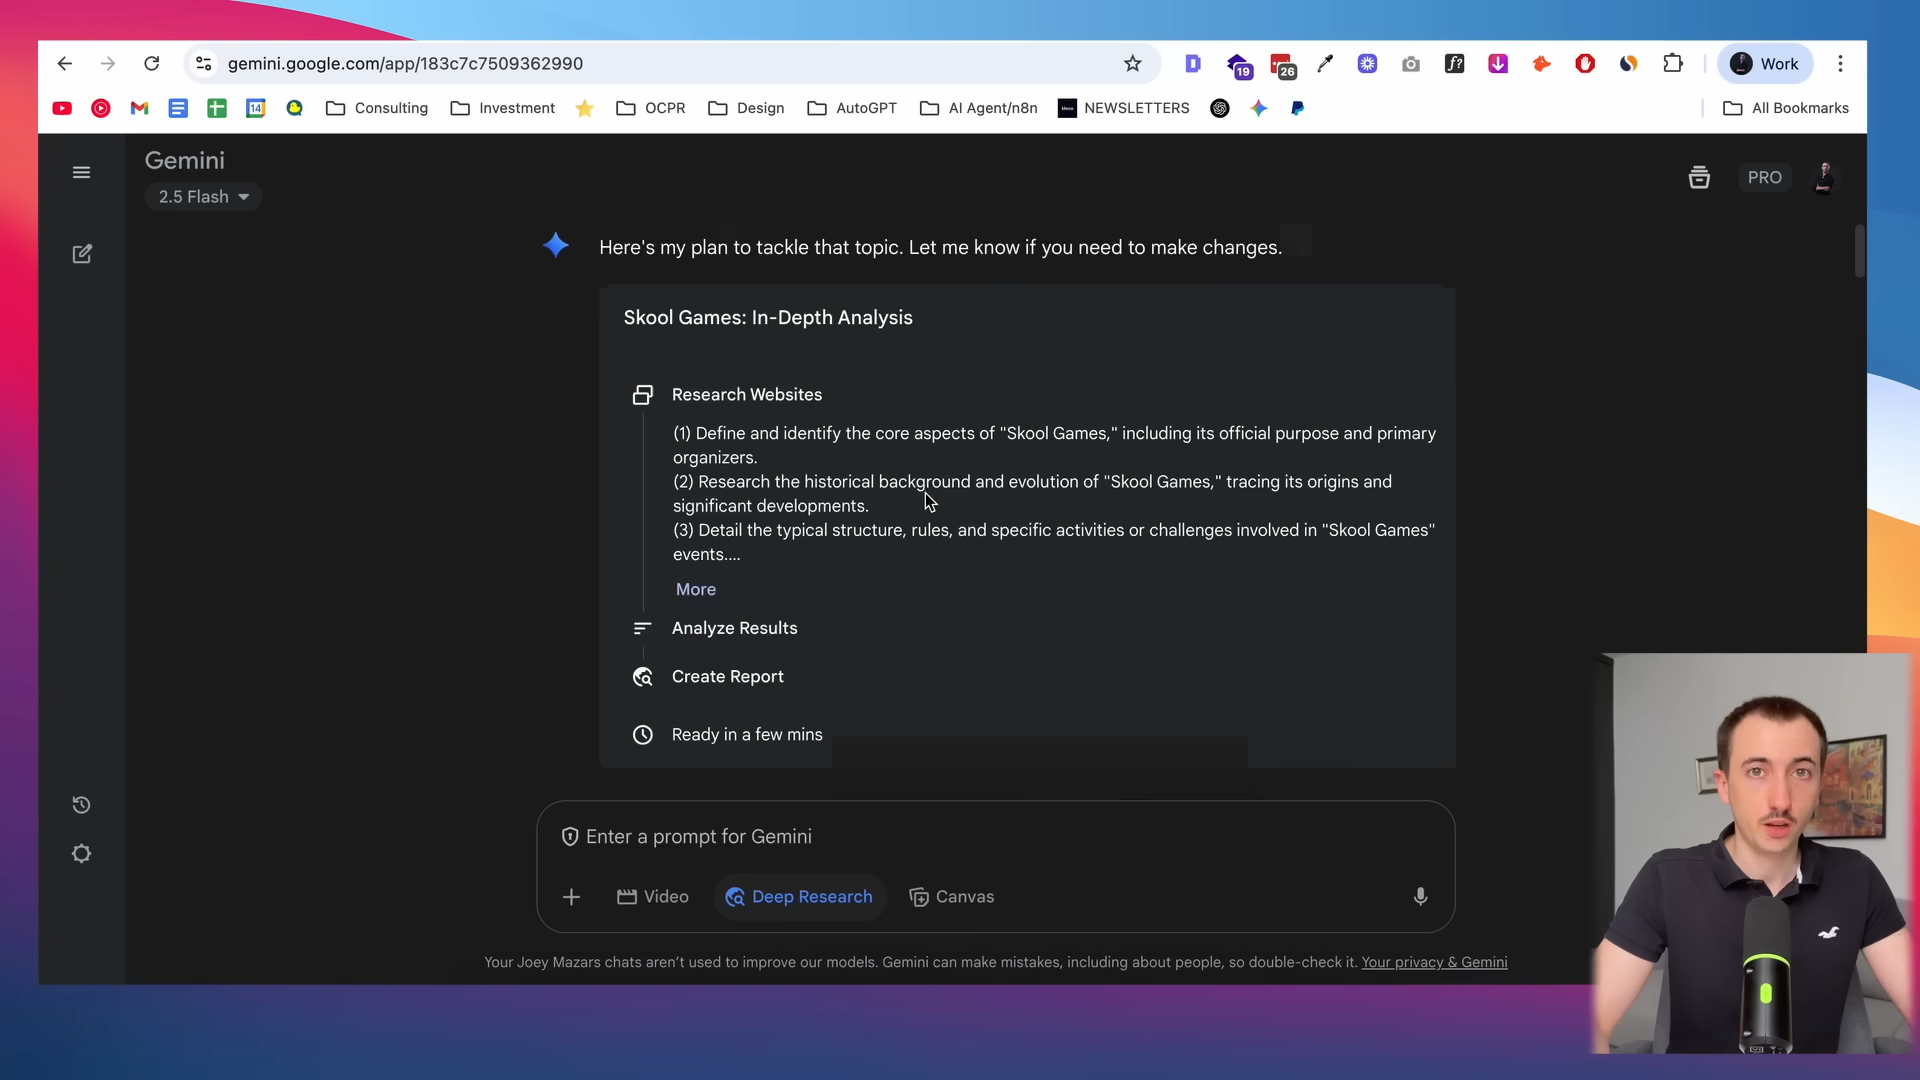 gemini.google.com/app/183c7c7509362990
19
26
f?
Work
14
Consulting
Investment
OCPR
Design
AutoGPT
AI Agent/n8n
NEWSLETTERS
All Bookmarks
Gemini
2.5 Flash
PRO
Here's my plan to tackle that topic. Let me know if you need to make changes.
Skool Games: In-Depth Analysis
Research Websites
(1) Define and identify the core aspects of "Skool Games," including its official purpose and primary
organizers.
(2) Research the historical background and evolution of "Skool Games," tracing its origins and
significant developments.
(3) Detail the typical structure, rules, and specific activities or challenges involved in "Skool Games"
events....
More
Analyze Results
Create Report
Ready in a few mins
Enter a prompt for Gemini
Video
Deep Research
Canvas
Your Joey Mazars chats aren't used to improve our models. Gemini can make mistakes, including about people, so double-check it. Your privacy & Gemini